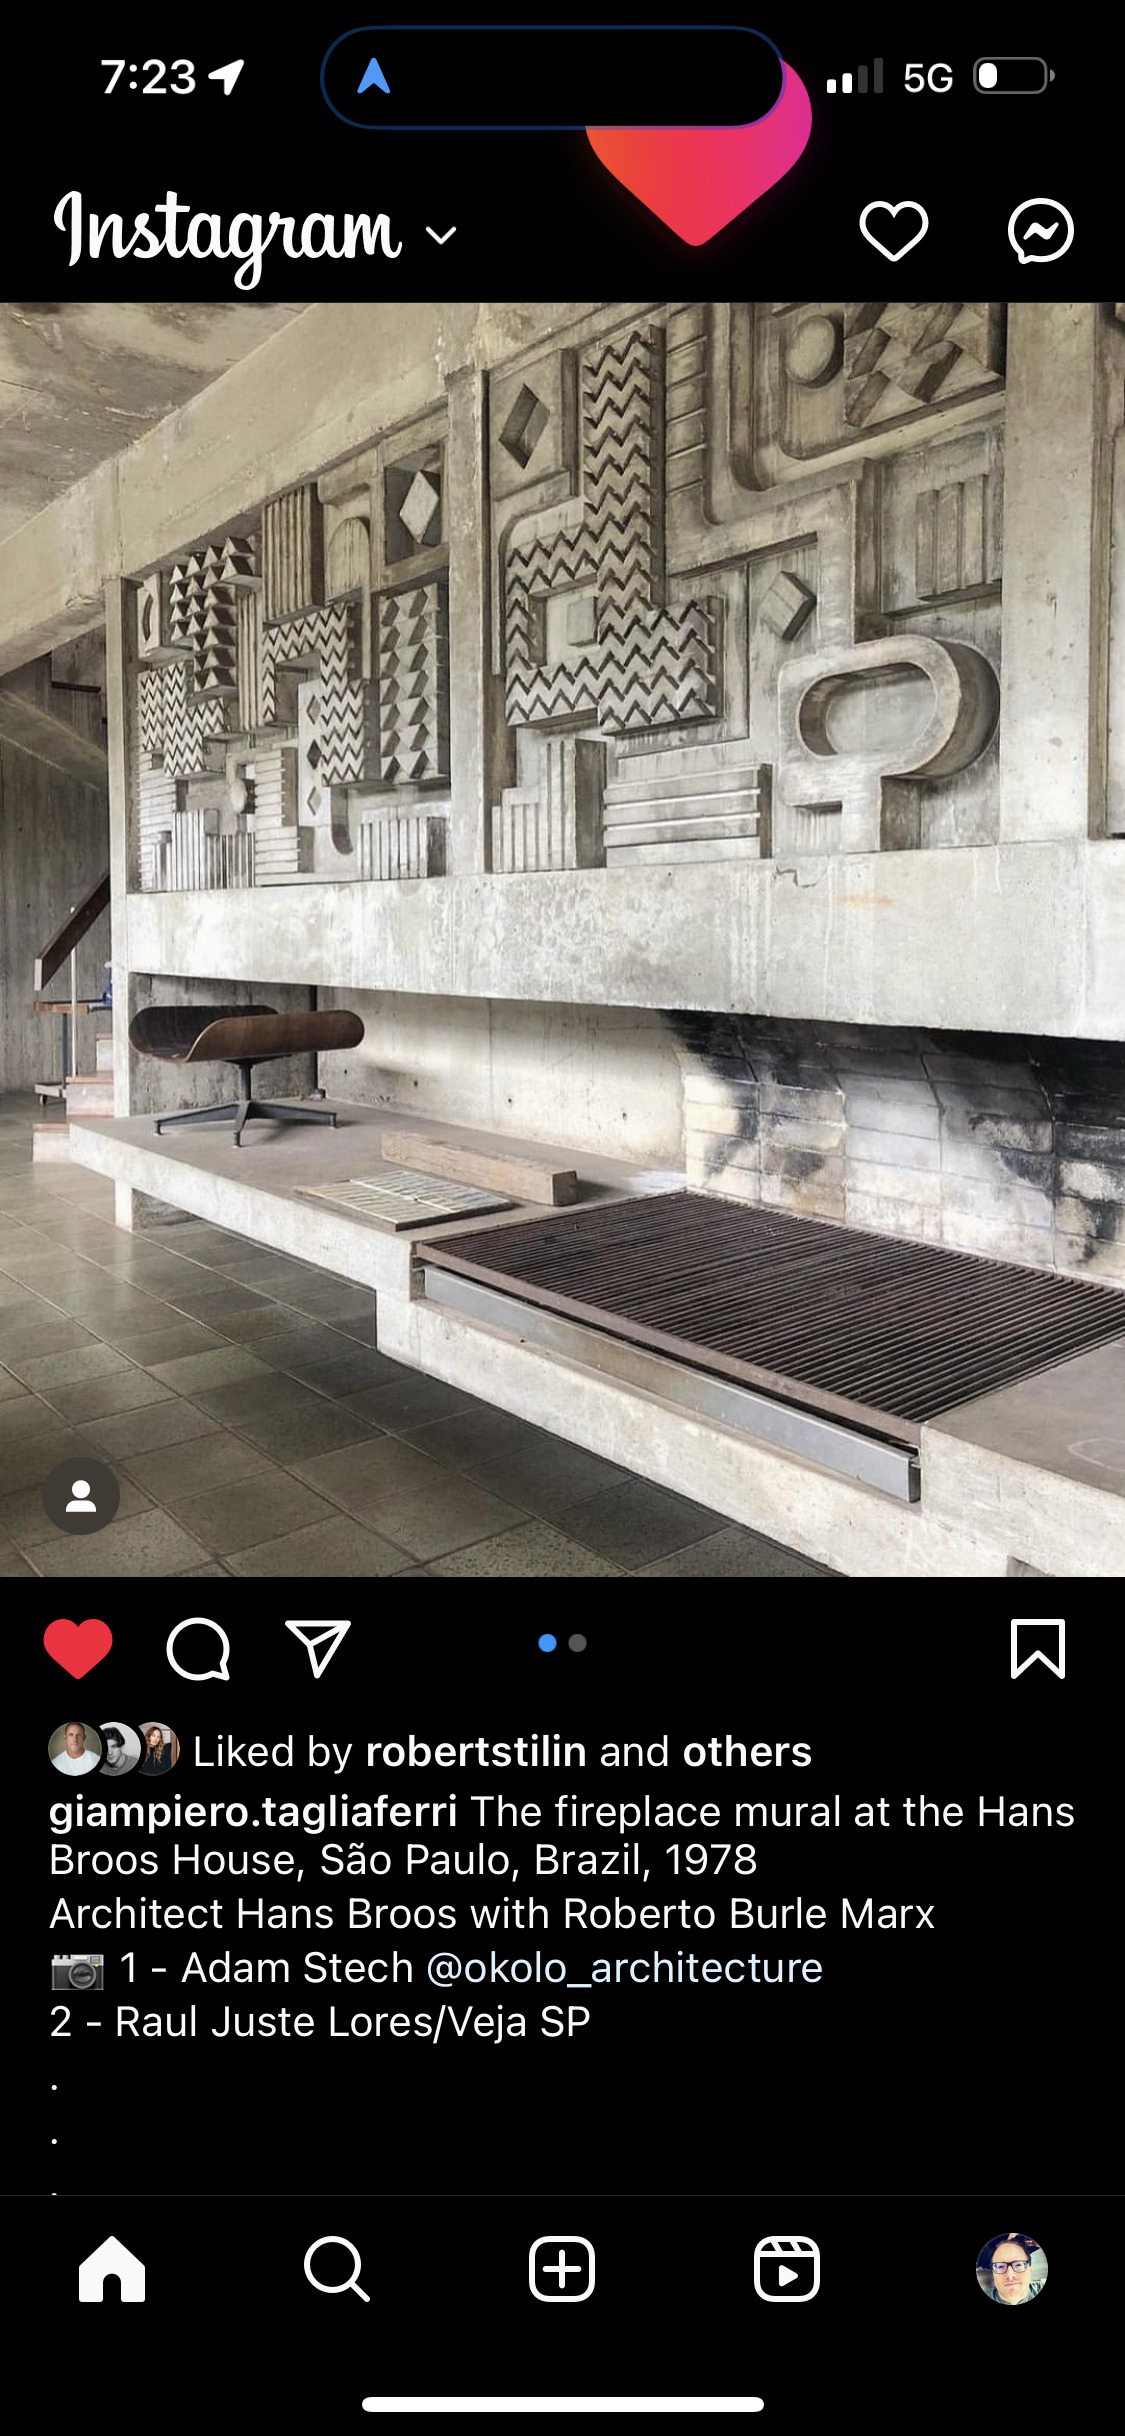 7:23
5G
Instagram
Liked by robertstilin and others
giampiero.tagliaferri The fireplace mural at the Hans
Broos House, São Paulo, Brazil, 1978
Architect Hans Broos with Roberto Burle Marx
📷 1 - Adam Stech @okolo_architecture
2 - Raul Juste Lores/Veja SP
.
.
.